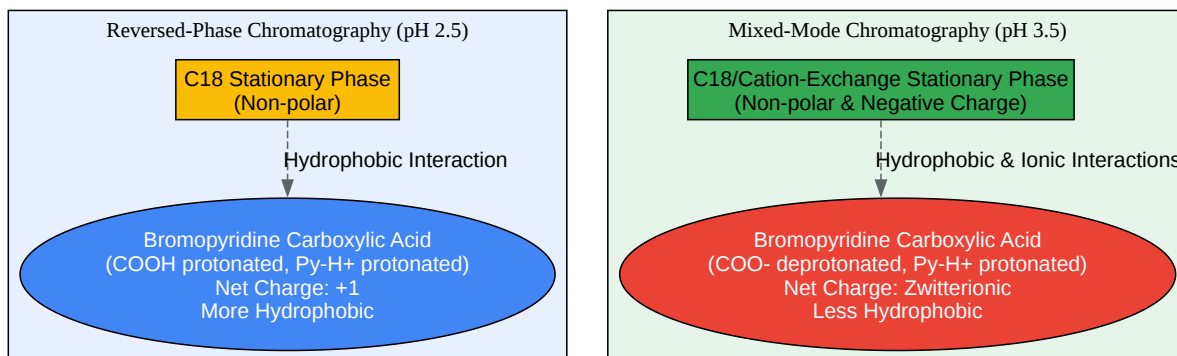 Reversed-Phase Chromatography (pH 2.5)
C18 Stationary Phase
(Non-polar)
Hydrophobic Interaction
Bromopyridine Carboxylic Acid
(COOH protonated, Py-H+ protonated)
Net Charge: +1
More Hydrophobic
Mixed-Mode Chromatography (pH 3.5)
C18/Cation-Exchange Stationary Phase
(Non-polar & Negative Charge)
Hydrophobic & Ionic Interactions
Bromopyridine Carboxylic Acid
(COO- deprotonated, Py-H+ protonated)
Net Charge: Zwitterionic
Less Hydrophobic